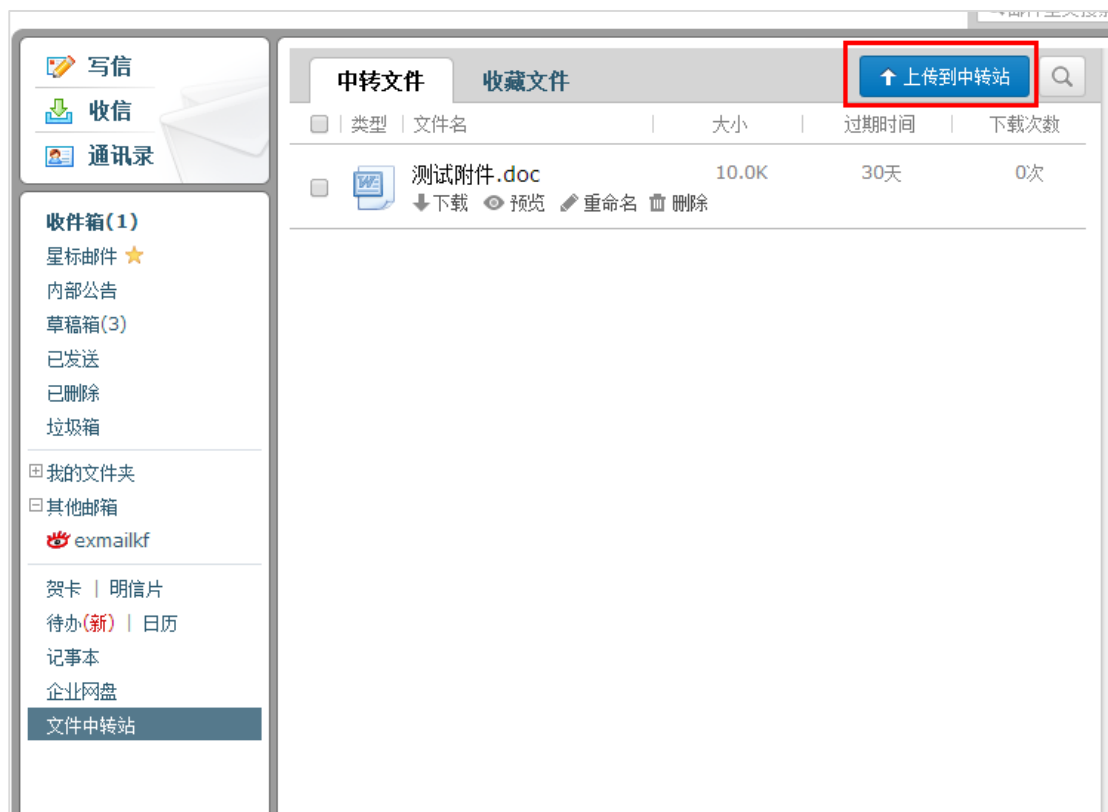 写信
收信
通讯录
收件箱(1)
星标邮件
内部公告
草稿箱(3)
已发送
已删除
垃圾箱
我的文件夹
其他邮箱
exmailkf
贺卡 | 明信片
待办(新) | 日历
记事本
企业网盘
文件中转站
中转文件 收藏文件 上传到中转站
类型 | 文件名 | 大小 | 过期时间 | 下载次数
测试附件.doc 10.0K 30天 0次
下载 预览 重命名 删除